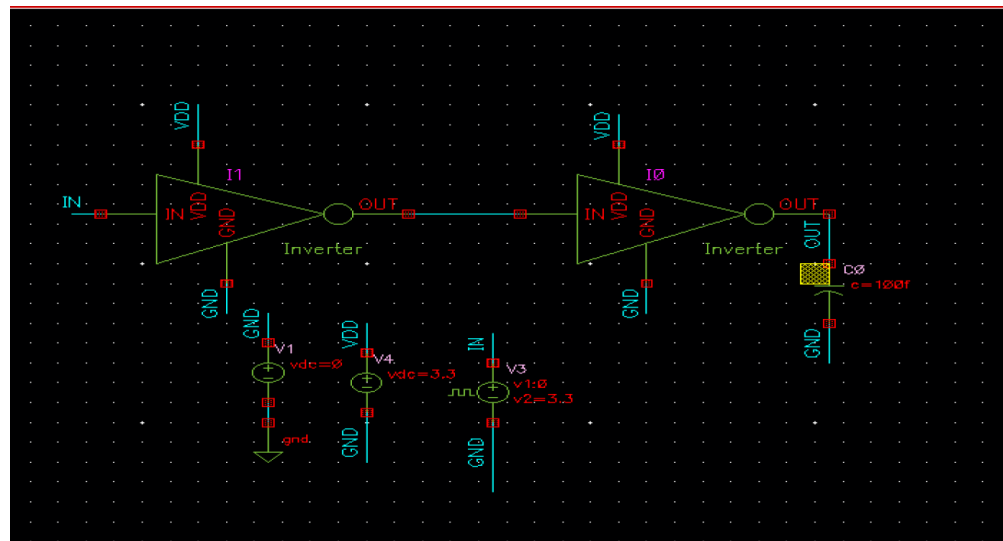 VDD
VDD
I1
I0
IN
IN
VDD
GND
OUT
IN
VDD
GND
OUT
OUT
Inverter
Inverter
C0
c=100f
GND
GND
GND
GND
VDD
IN
V1
vdc=0
V4
vdc=3.3
V3
v1:0
v2=3.3
gnd
GND
GND